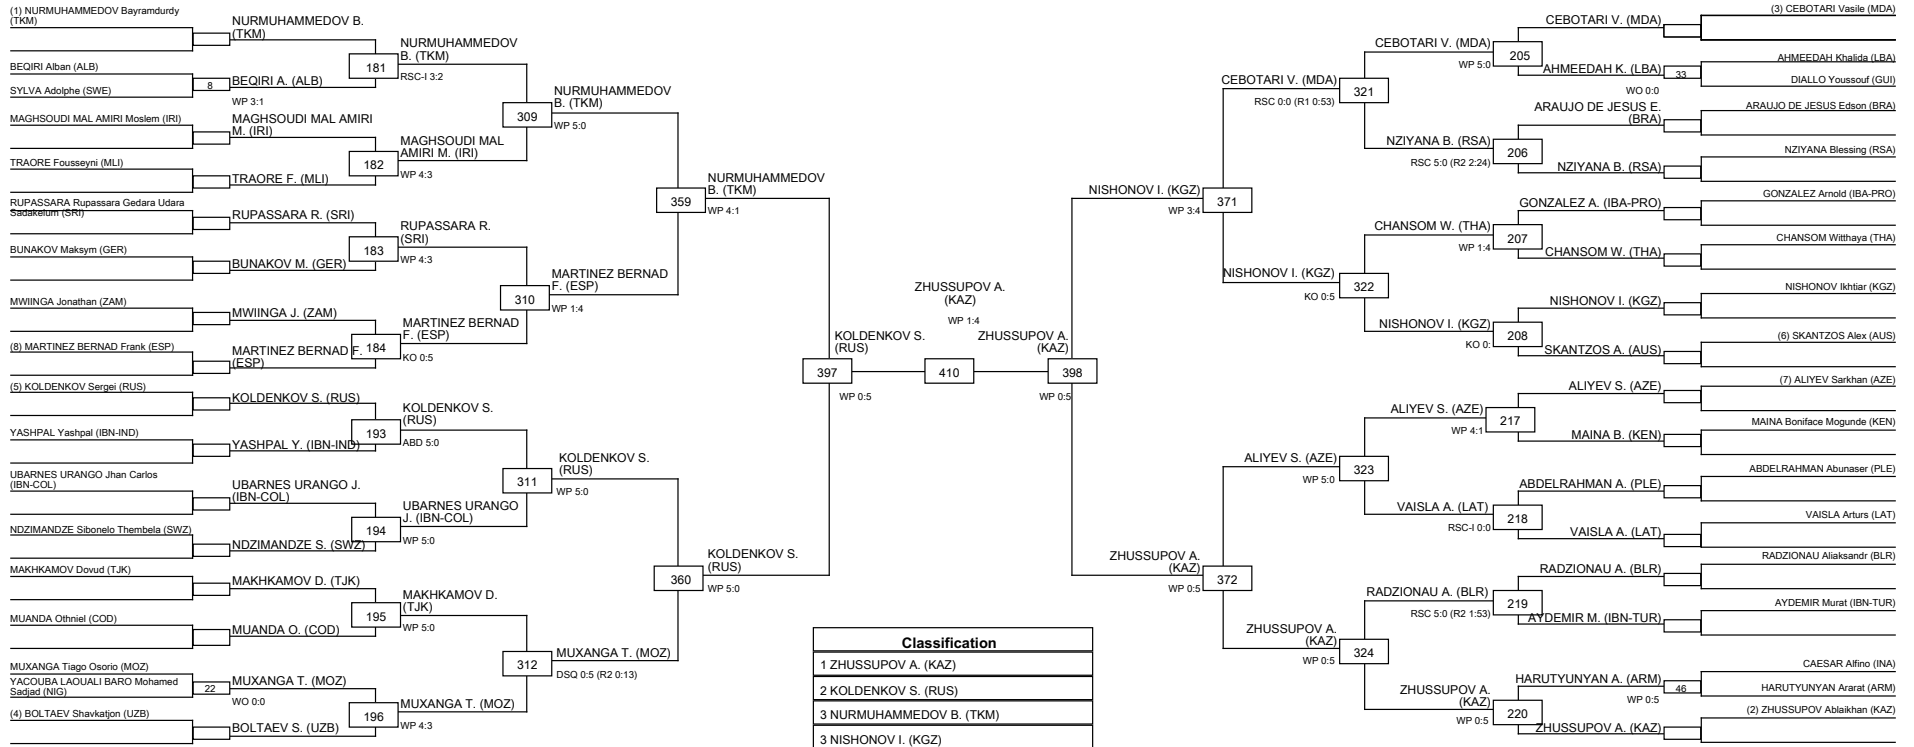 (1) NURMUHAMMEDOV Bayramdurdy
(TKM)
BEQIRI Alban (ALB)
SYLVA Adolphe (SWE)
MAGHSOUDI MAL AMIRI Moslem (IRI)
TRAORE Fousseyni (MLI)
RUPASSARA Rupassara Gedara Udara
Sadakelum (SRI)
BUNAKOV Maksym (GER)
MWIINGA Jonathan (ZAM)
(8) MARTINEZ BERNAD Frank (ESP)
(5) KOLDENKOV Sergei (RUS)
YASHPAL Yashpal (IBN-IND)
UBARNES URANGO Jhan Carlos
(IBN-COL)
NDZIMANDZE Sibonelo Thembela (SWZ)
MAKHKAMOV Dovud (TJK)
MUANDA Othniel (COD)
MUXANGA Tiago Osorio (MOZ)
YACOUBA LAOUALI BARO Mohamed
Sadjad (NIG)
(4) BOLTAEV Shavkatjon (UZB)
NURMUHAMMEDOV B.
(TKM)
8
BEQIRI A. (ALB)
WP 3:1
MAGHSOUDI MAL AMIRI
M. (IRI)
TRAORE F. (MLI)
RUPASSARA R. (SRI)
BUNAKOV M. (GER)
MWIINGA J. (ZAM)
MARTINEZ BERNAD F.
(ESP)
KOLDENKOV S. (RUS)
YASHPAL Y. (IBN-IND)
UBARNES URANGO J.
(IBN-COL)
NDZIMANDZE S. (SWZ)
MAKHKAMOV D. (TJK)
MUANDA O. (COD)
22
MUXANGA T. (MOZ)
WO 0:0
BOLTAEV S. (UZB)
181
NURMUHAMMEDOV
B. (TKM)
RSC-I 3:2
182
MAGHSOUDI MAL
AMIRI M. (IRI)
WP 4:3
183
RUPASSARA R.
(SRI)
WP 4:3
184
MARTINEZ BERNAD
F. (ESP)
KO 0:5
193
KOLDENKOV S.
(RUS)
ABD 5:0
194
UBARNES URANGO
J. (IBN-COL)
WP 5:0
195
MAKHKAMOV D.
(TJK)
WP 5:0
196
MUXANGA T. (MOZ)
WP 4:3
309
NURMUHAMMEDOV
B. (TKM)
WP 5:0
310
MARTINEZ BERNAD
F. (ESP)
WP 1:4
311
KOLDENKOV S.
(RUS)
WP 5:0
312
MUXANGA T. (MOZ)
DSQ 0:5 (R2 0:13)
359
NURMUHAMMEDOV
B. (TKM)
WP 4:1
360
KOLDENKOV S.
(RUS)
WP 5:0
397
KOLDENKOV S.
(RUS)
WP 0:5
ZHUSSUPOV A.
(KAZ)
WP 1:4
410
ZHUSSUPOV A.
(KAZ)
398
WP 0:5
Classification
1 ZHUSSUPOV A. (KAZ)
2 KOLDENKOV S. (RUS)
3 NURMUHAMMEDOV B. (TKM)
3 NISHONOV I. (KGZ)
NISHONOV I. (KGZ)
371
WP 3:4
ZHUSSUPOV A.
(KAZ)
372
WP 0:5
CEBOTARI V. (MDA)
321
RSC 0:0 (R1 0:53)
NISHONOV I. (KGZ)
322
KO 0:5
ALIYEV S. (AZE)
323
WP 5:0
ZHUSSUPOV A.
(KAZ)
324
WP 0:5
CEBOTARI V. (MDA)
205
WP 5:0
NZIYANA B. (RSA)
206
RSC 5:0 (R2 2:24)
CHANSOM W. (THA)
207
WP 1:4
NISHONOV I. (KGZ)
208
KO 0:
ALIYEV S. (AZE)
217
WP 4:1
VAISLA A. (LAT)
218
RSC-I 0:0
RADZIONAU A. (BLR)
219
RSC 5:0 (R2 1:53)
ZHUSSUPOV A.
(KAZ)
220
WP 0:5
CEBOTARI V. (MDA)
AHMEEDAH K. (LBA)
33
WO 0:0
ARAUJO DE JESUS E.
(BRA)
NZIYANA B. (RSA)
GONZALEZ A. (IBA-PRO)
CHANSOM W. (THA)
NISHONOV I. (KGZ)
SKANTZOS A. (AUS)
ALIYEV S. (AZE)
MAINA B. (KEN)
ABDELRAHMAN A. (PLE)
VAISLA A. (LAT)
RADZIONAU A. (BLR)
AYDEMIR M. (IBN-TUR)
HARUTYUNYAN A. (ARM)
46
WP 0:5
ZHUSSUPOV A. (KAZ)
(3) CEBOTARI Vasile (MDA)
AHMEEDAH Khalida (LBA)
DIALLO Youssouf (GUI)
ARAUJO DE JESUS Edson (BRA)
NZIYANA Blessing (RSA)
GONZALEZ Arnold (IBA-PRO)
CHANSOM Witthaya (THA)
NISHONOV Ikhtiar (KGZ)
(6) SKANTZOS Alex (AUS)
(7) ALIYEV Sarkhan (AZE)
MAINA Boniface Mogunde (KEN)
ABDELRAHMAN Abunaser (PLE)
VAISLA Arturs (LAT)
RADZIONAU Aliaksandr (BLR)
AYDEMIR Murat (IBN-TUR)
CAESAR Alfino (INA)
HARUTYUNYAN Ararat (ARM)
(2) ZHUSSUPOV Ablaikhan (KAZ)